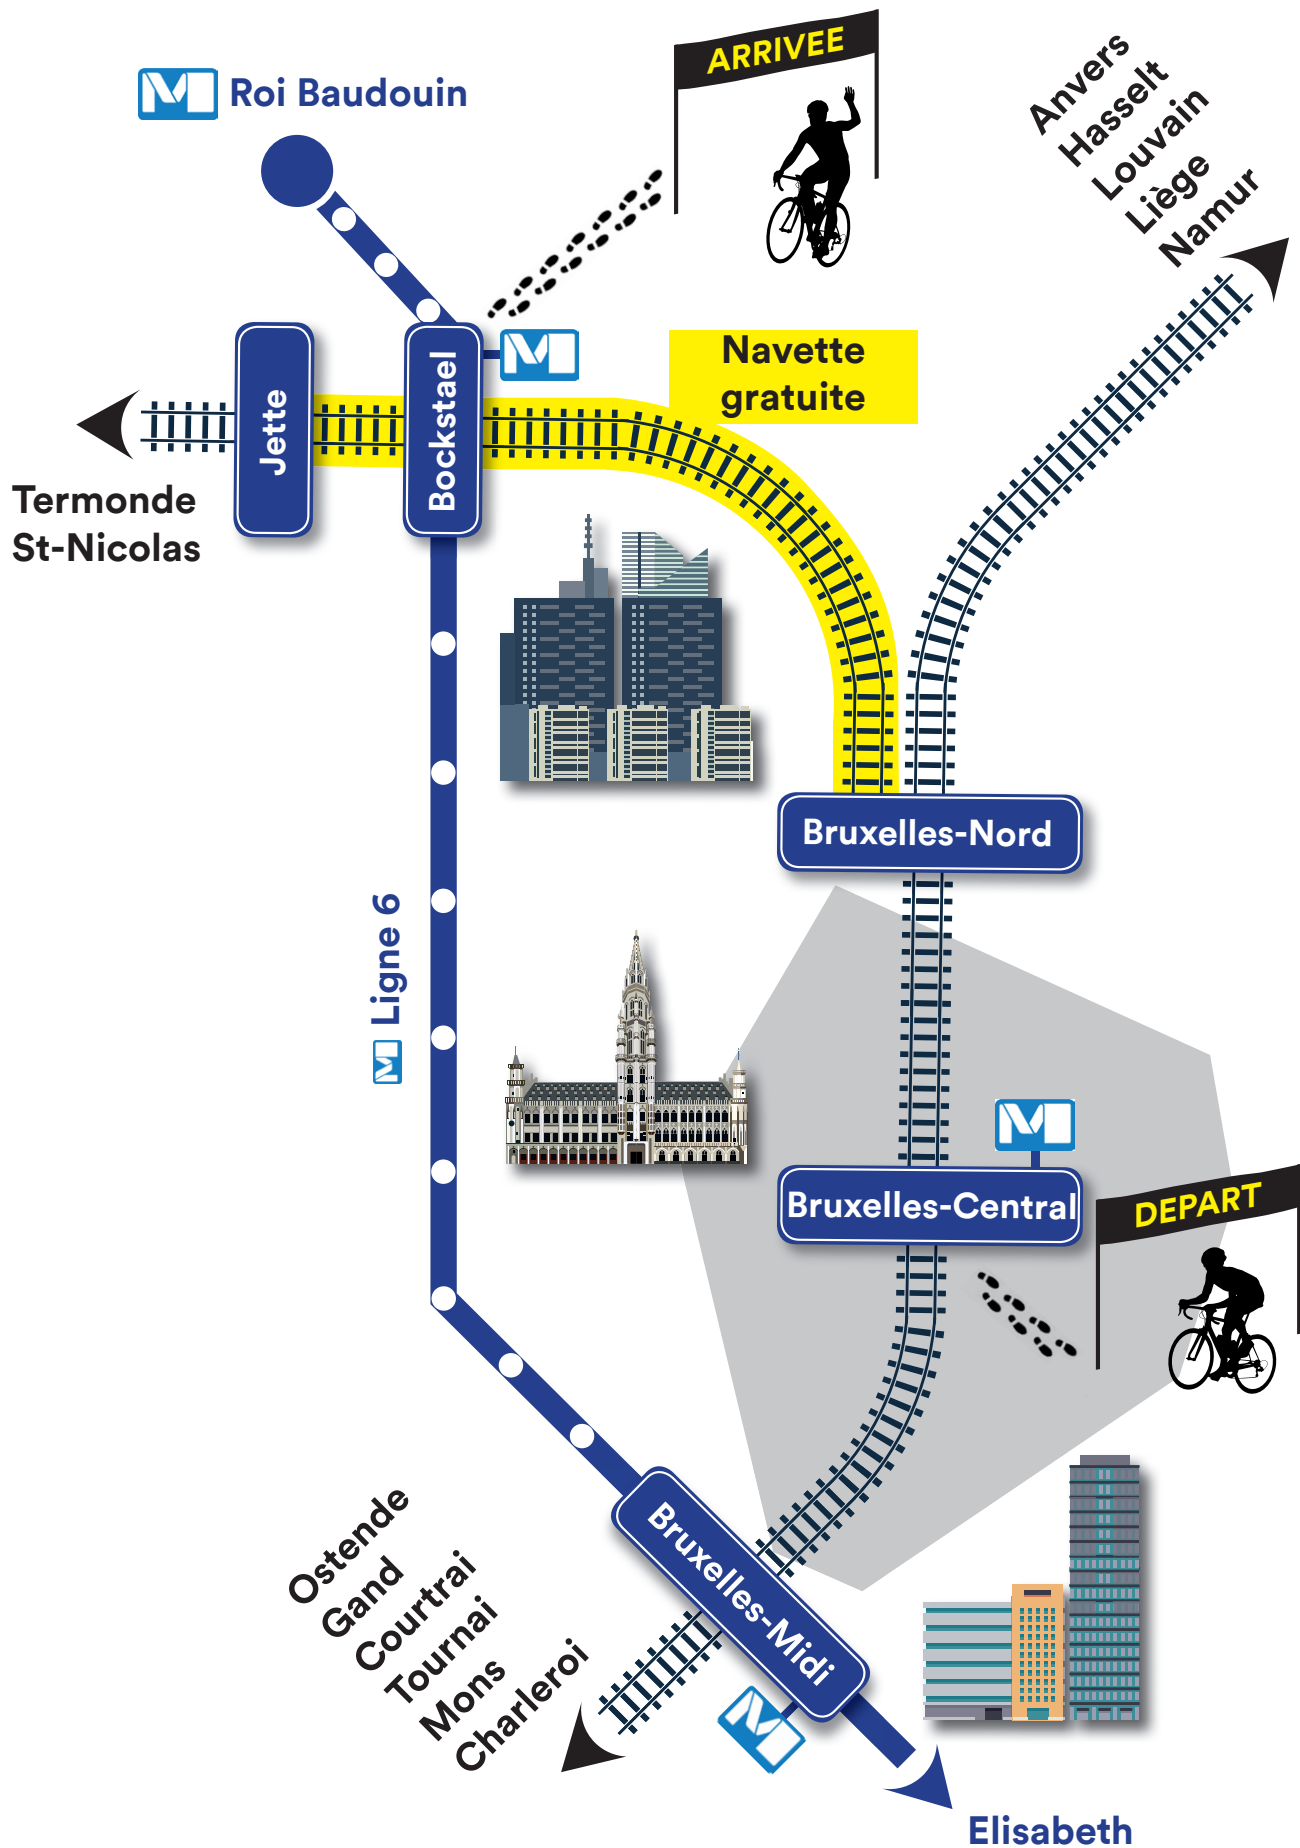 ARRIVEE
Roi Baudouin
Anvers
Hasselt
Louvain
Liège
Namur
Navette
gratuite
Jette
Bockstael
Termonde
St-Nicolas
Bruxelles-Nord
Ligne 6
Bruxelles-Central
DEPART
Ostende
Gand
Courtrai
Tournai
Mons
Charleroi
Bruxelles-Midi
Elisabeth